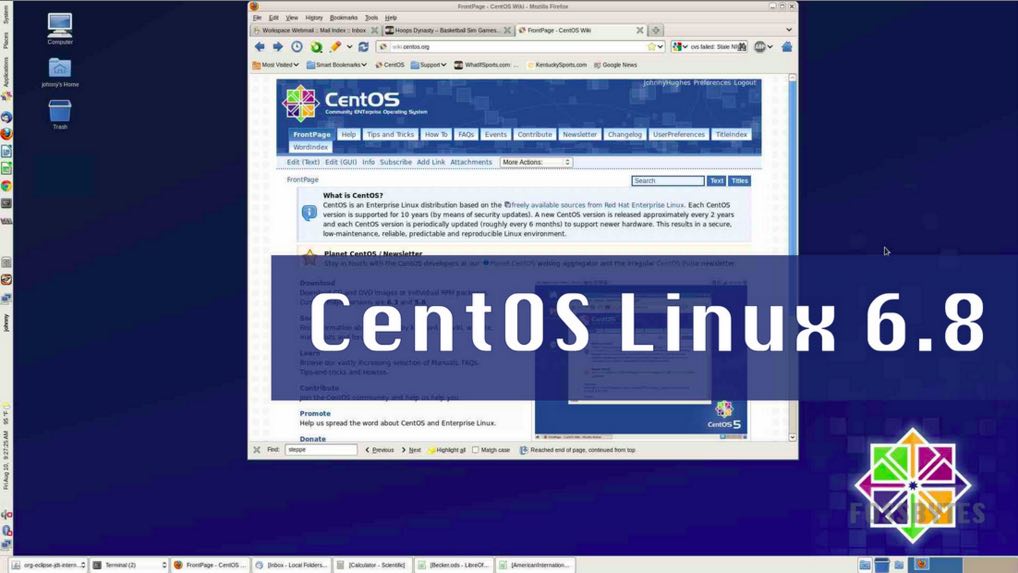 System
Places
Applications
Computer
johnny's Home
Trash
FrontPage - CentOS Wiki - Mozilla Firefox
File Edit View History Bookmarks Tools Help
Workspace Webmail :: Mail Index :: Inbox
Hoops Dynasty – Basketball Sim Games...
FrontPage - CentOS Wiki
wiki.centos.org
cvs failed: Stale
ABP
Most Visited Smart Bookmarks CentOS Support WhatIfSports.com: ... KentuckySports.com Google News
JohnnyHughes Preferences Logout
CentOS
Community ENTerprise Operating System
FrontPage Help Tips and Tricks How To FAQs Events Contribute Newsletter Changelog UserPreferences TitleIndex
WordIndex
Edit (Text) Edit (GUI) Info Subscribe Add Link Attachments More Actions:
FrontPage
Search Text Titles
What is CentOS?
CentOS is an Enterprise Linux distribution based on the freely available sources from Red Hat Enterprise Linux. Each CentOS
version is supported for 10 years (by means of security updates). A new CentOS version is released approximately every 2 years
and each CentOS version is periodically updated (roughly every 6 months) to support newer hardware. This results in a secure,
low-maintenance, reliable, predictable and reproducible Linux environment.
Planet CentOS / Newsletter
Stay in touch with the CentOS developers at our Planet CentOS weblog aggregator and the irregular CentOS Pulse newsletter
Download
CentOS Linux 6.8
Learn
Browse our vastly increasing selection of Manuals, FAQs,
Tips-and-tricks and Howtos.
Contribute
Join the CentOS community and help us help you
Promote
Help us spread the word about CentOS and Enterprise Linux.
Donate
CentOS 5
Find: steppe Previous Next Highlight all Match case Reached end of page, continued from top
johnny
95 °F
Fri Aug 10, 9:27:25 AM
FOSSBYTES
org-eclipse-jdt-intern...
Terminal (2)
FrontPage - CentOS ...
[Inbox - Local Folders...
[Calculator - Scientific]
[Becker.ods - LibreOf...
[AmericanInternation...